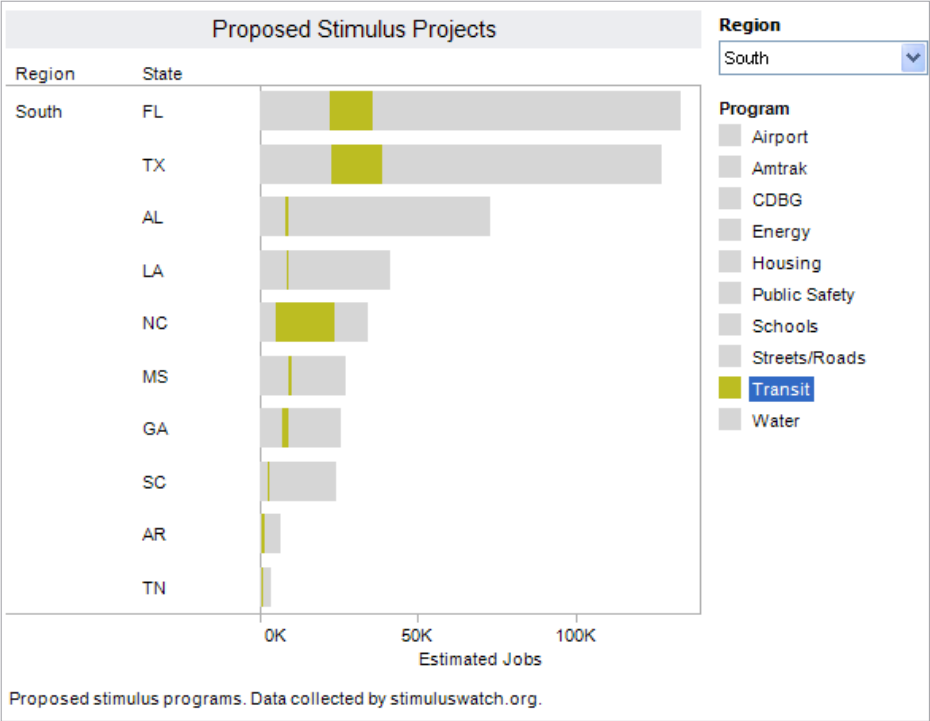 Proposed Stimulus Projects
Region State
South FL
TX
AL
LA
NC
MS
GA
SC
AR
TN
0K 50K 100K
Estimated Jobs
Proposed stimulus programs. Data collected by stimuluswatch.org.
Region
South
Program
Airport
Amtrak
CDBG
Energy
Housing
Public Safety
Schools
Streets/Roads
Transit
Water